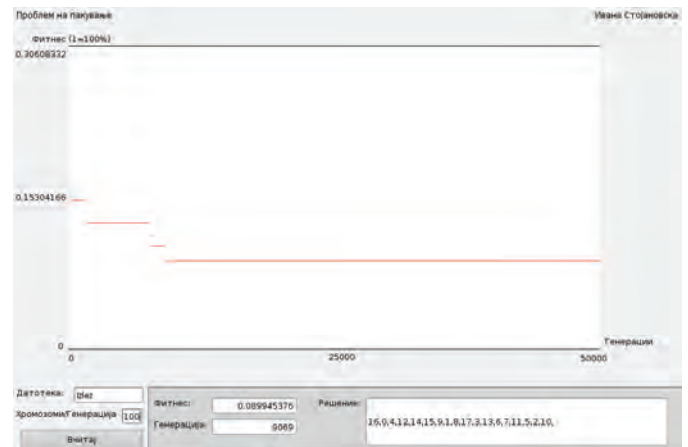 Проблем на пакување Ивана Стојановска
Фитнес (1=100%)
0.30608332
0.15304166
0
0 25000 50000
Генерации
Датотека: izlez
Хромозоми/Генерација 100
Вчитај
Фитнес: 0.089945376
Генерација: 9069
Решение: 16,0,4,12,14,15,9,1,8,17,3,13,6,7,11,5,2,10,